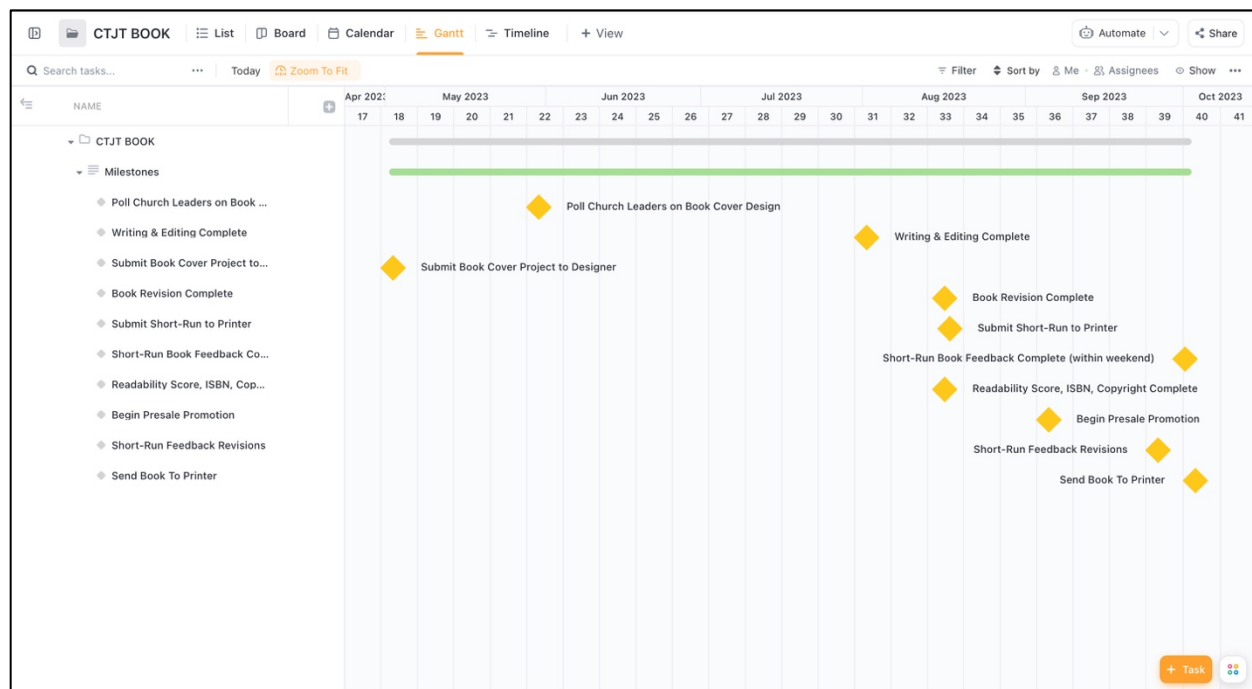 CTJT BOOK List Board Calendar Gantt Timeline + View Automate Share
Search tasks... ... Today Zoom To Fit Filter Sort by Me - Assignees Show ...
NAME
Apr 202 May 2023 Jun 2023 Jul 2023 Aug 2023 Sep 2023 Oct 2023
17 18 19 20 21 22 23 24 25 26 27 28 29 30 31 32 33 34 35 36 37 38 39 40 41
CTJT BOOK
Milestones
Poll Church Leaders on Book ... Poll Church Leaders on Book Cover Design
Writing & Editing Complete Writing & Editing Complete
Submit Book Cover Project to... Submit Book Cover Project to Designer
Book Revision Complete Book Revision Complete
Submit Short-Run to Printer Submit Short-Run to Printer
Short-Run Book Feedback Co... Short-Run Book Feedback Complete (within weekend)
Readability Score, ISBN, Cop... Readability Score, ISBN, Copyright Complete
Begin Presale Promotion Begin Presale Promotion
Short-Run Feedback Revisions Short-Run Feedback Revisions
Send Book To Printer Send Book To Printer
+ Task